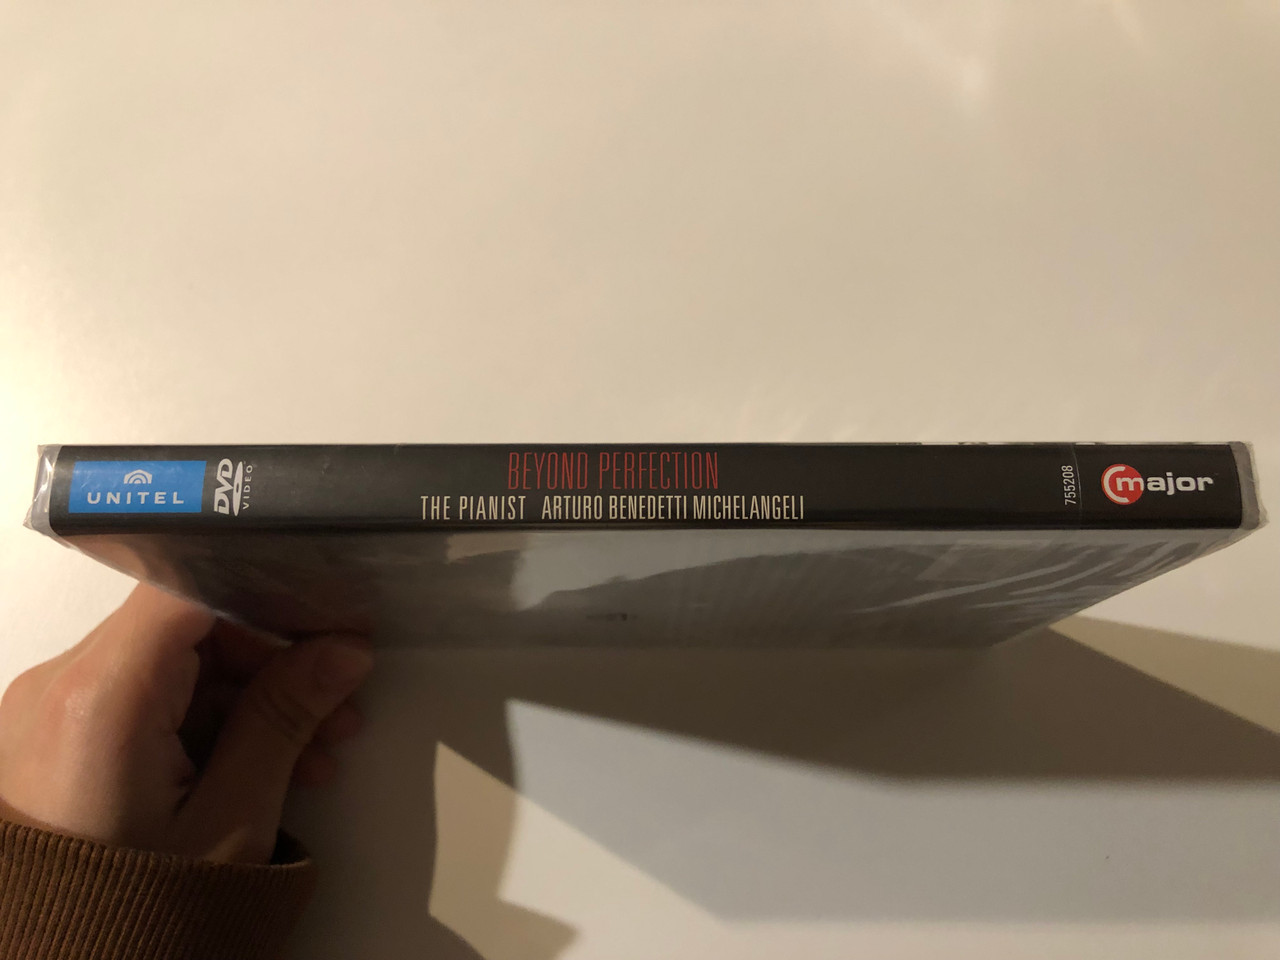 UNITEL
DVD
VIDEO
BEYOND PERFECTION
THE PIANIST ARTURO BENEDETTI MICHELANGELI
755208
C major